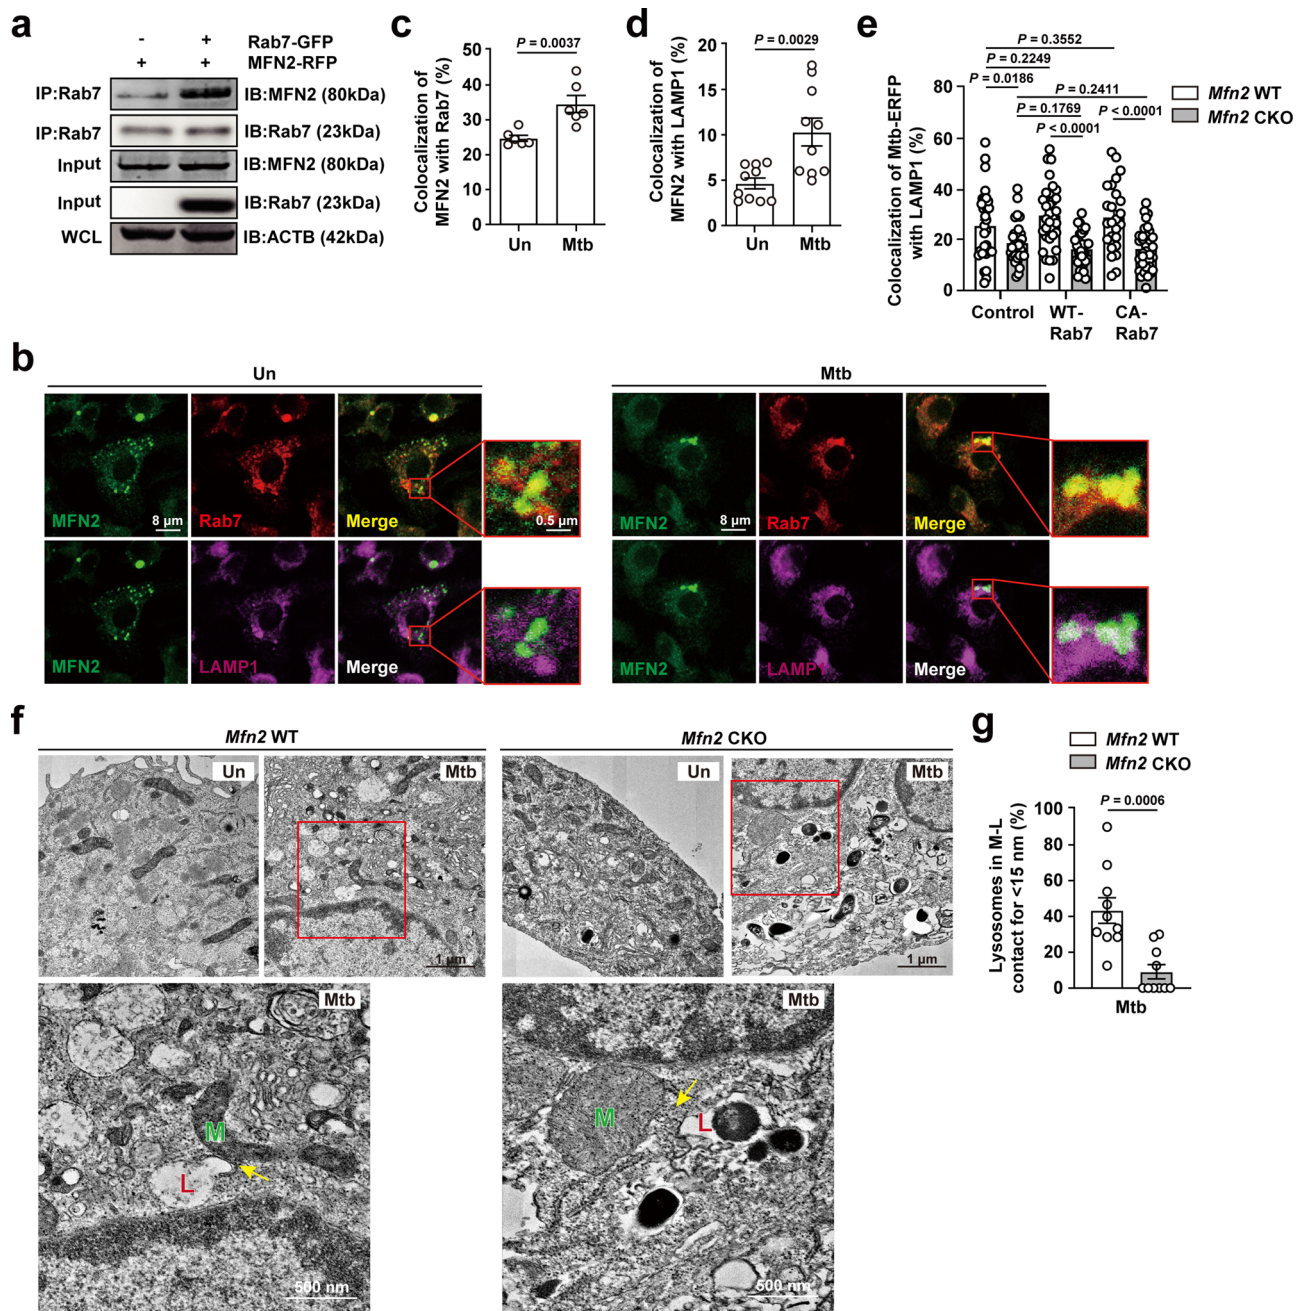 a
- + Rab7-GFP
+ + MFN2-RFP
IP:Rab7 IB:MFN2 (80kDa)
IP:Rab7 IB:Rab7 (23kDa)
Input IB:MFN2 (80kDa)
Input IB:Rab7 (23kDa)
WCL IB:ACTB (42kDa)
c
Colocalization of
MFN2 with Rab7 (%)
P = 0.0037
50
40
30
20
10
0
Un Mtb
d
Colocalization of
MFN2 with LAMP1 (%)
P = 0.0029
20
15
10
5
0
Un Mtb
e
Colocalization of Mtb-ERFP
with LAMP1 (%)
P = 0.3552
P = 0.2249
P = 0.0186
P = 0.2411
P = 0.1769
P < 0.0001
P < 0.0001
Mfn2 WT
Mfn2 CKO
80
60
40
20
0
Control WT-
Rab7 CA-
Rab7
b
Un
MFN2
8 µm
Rab7
Merge
0.5 µm
MFN2
LAMP1
Merge
Mtb
MFN2
8 µm
Rab7
Merge
MFN2
LAMP1
Merge
f
Mfn2 WT
Un
Mtb
1 µm
Mtb
M
L
500 nm
Mfn2 CKO
Un
Mtb
1 µm
Mtb
M
L
500 nm
g
Mfn2 WT
Mfn2 CKO
Lysosomes in M-L
contact for <15 nm (%)
P = 0.0006
100
80
60
40
20
0
Mtb